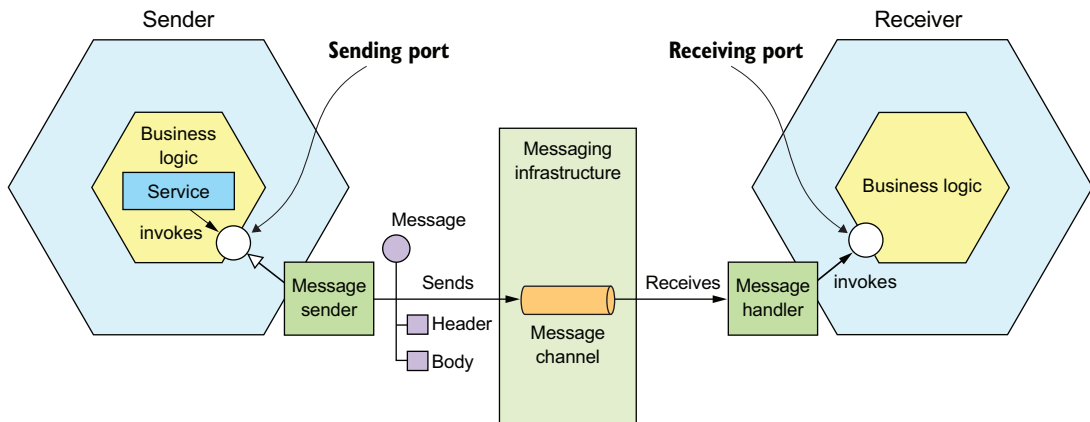 Sender
Receiver
Sending port
Receiving port
Business
logic
Service
invokes
Message
Messaging
infrastructure
Business logic
Message
sender
Sends
Header
Body
Message
channel
Receives
Message
handler
invokes